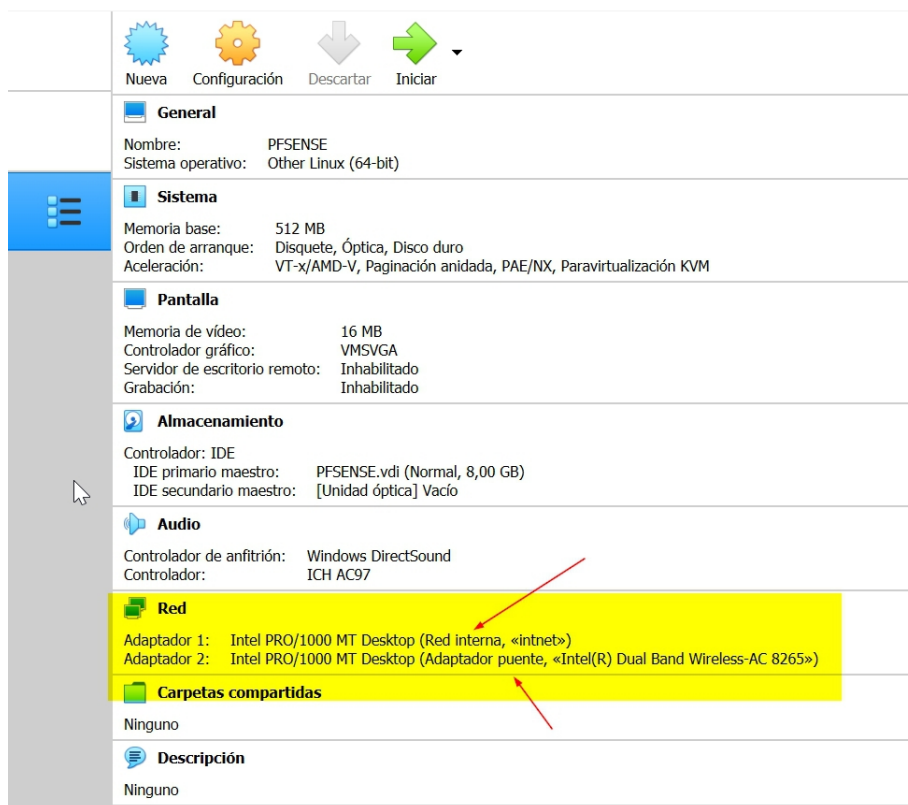 Nueva Configuración Descartar Iniciar
General
Nombre: PFSENSE
Sistema operativo: Other Linux (64-bit)
Sistema
Memoria base: 512 MB
Orden de arranque: Disquete, Óptica, Disco duro
Aceleración: VT-x/AMD-V, Paginación anidada, PAE/NX, Paravirtualización KVM
Pantalla
Memoria de vídeo: 16 MB
Controlador gráfico: VMSVGA
Servidor de escritorio remoto: Inhabilitado
Grabación: Inhabilitado
Almacenamiento
Controlador: IDE
IDE primario maestro: PFSENSE.vdi (Normal, 8,00 GB)
IDE secundario maestro: [Unidad óptica] Vacío
Audio
Controlador de anfitrión: Windows DirectSound
Controlador: ICH AC97
Red
Adaptador 1: Intel PRO/1000 MT Desktop (Red interna, «intnet»)
Adaptador 2: Intel PRO/1000 MT Desktop (Adaptador puente, «Intel(R) Dual Band Wireless-AC 8265»)
Carpetas compartidas
Ninguno
Descripción
Ninguno